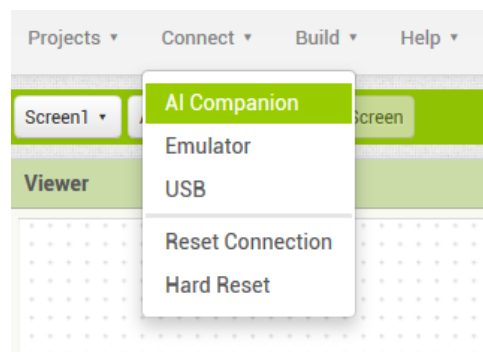 Projects ▾ Connect ▾ Build ▾ Help ▾
Screen1 ▾ Screen
AI Companion
Emulator
Viewer
USB
Reset Connection
Hard Reset